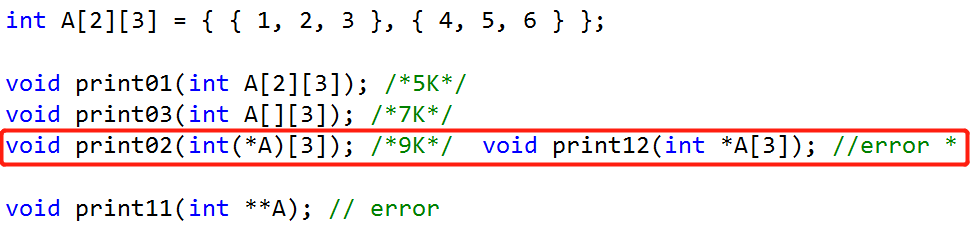 int A[2][3] = { { 1, 2, 3 }, { 4, 5, 6 } };
void print01(int A[2][3]); /*5K*/
void print03(int A[][3]); /*7K*/
void print02(int(*A)[3]); /*9K*/  void print12(int *A[3]); //error *
void print11(int **A); // error